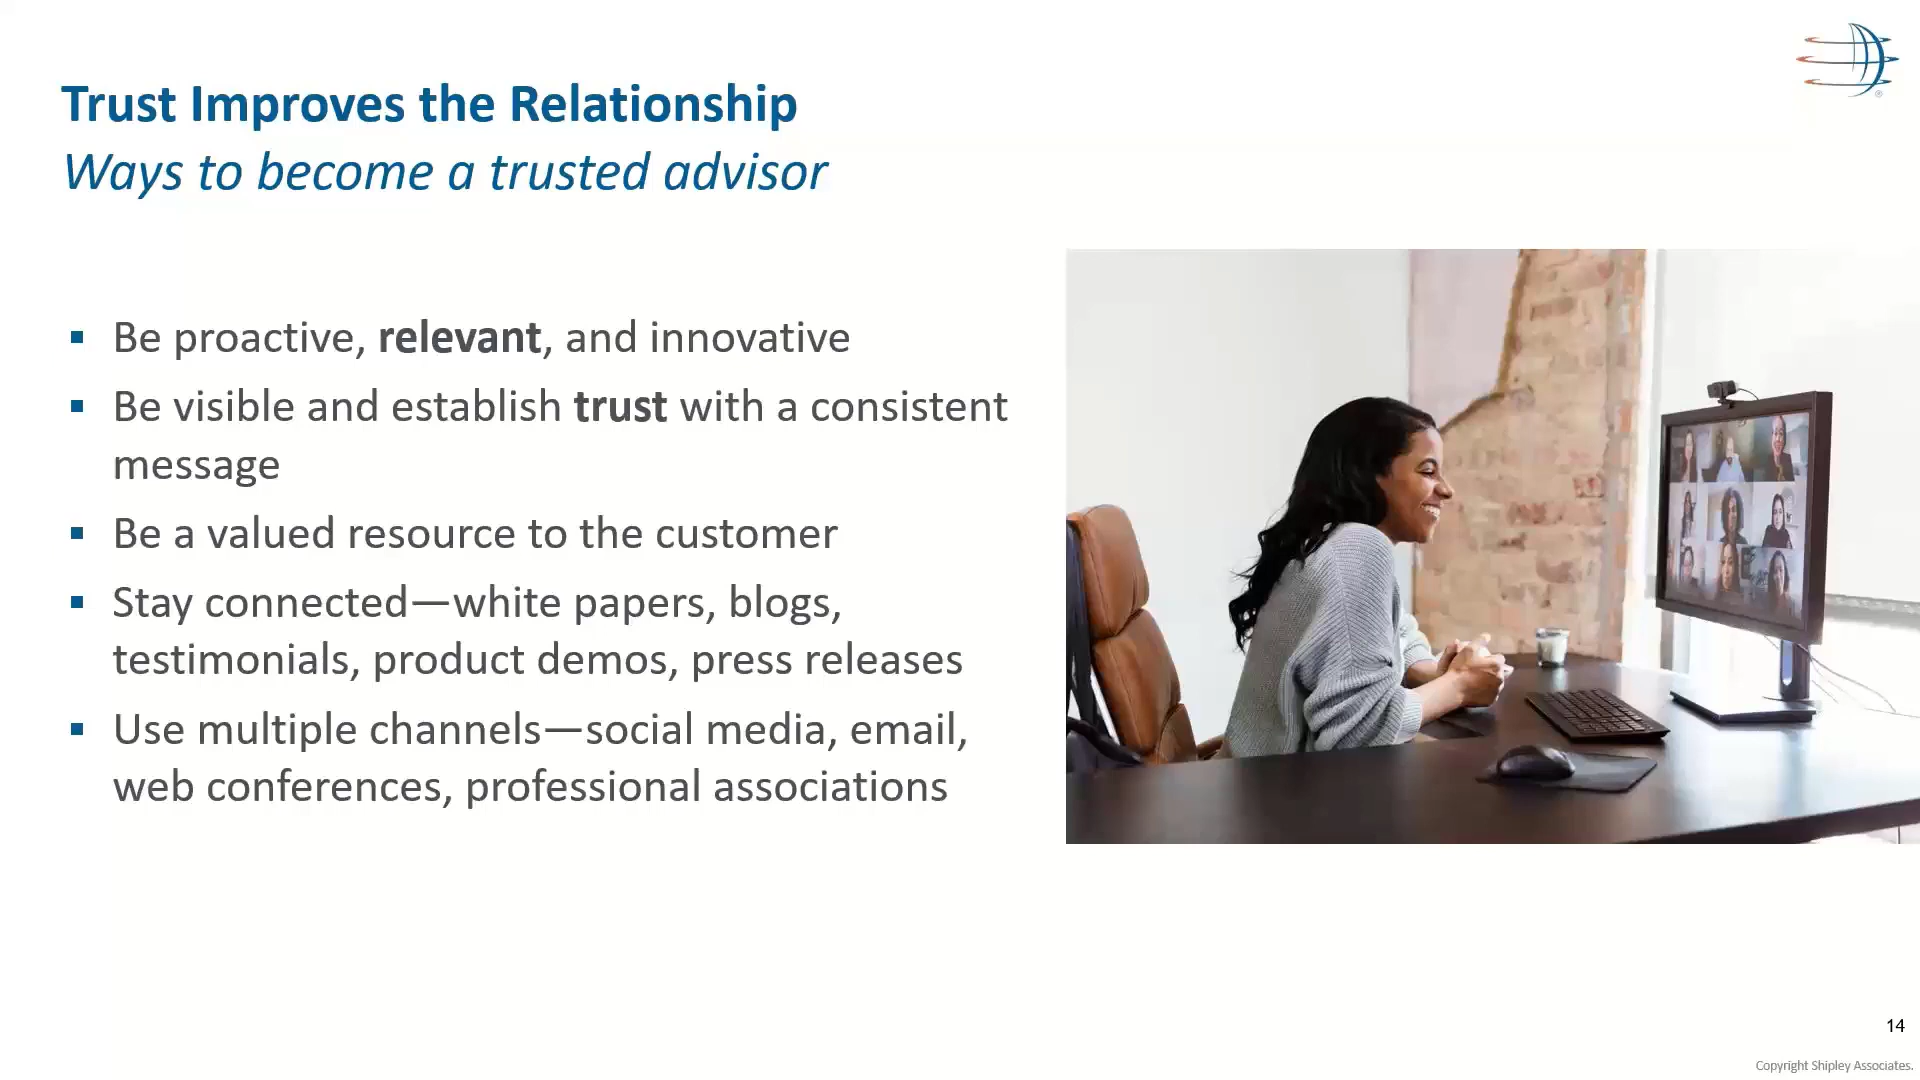 Trust Improves the Relationship
Ways to become a trusted advisor
▪ Be proactive, relevant, and innovative
▪ Be visible and establish trust with a consistent
message
▪ Be a valued resource to the customer
▪ Stay connected—white papers, blogs,
testimonials, product demos, press releases
▪ Use multiple channels—social media, email,
web conferences, professional associations
®
14
Copyright Shipley Associates.